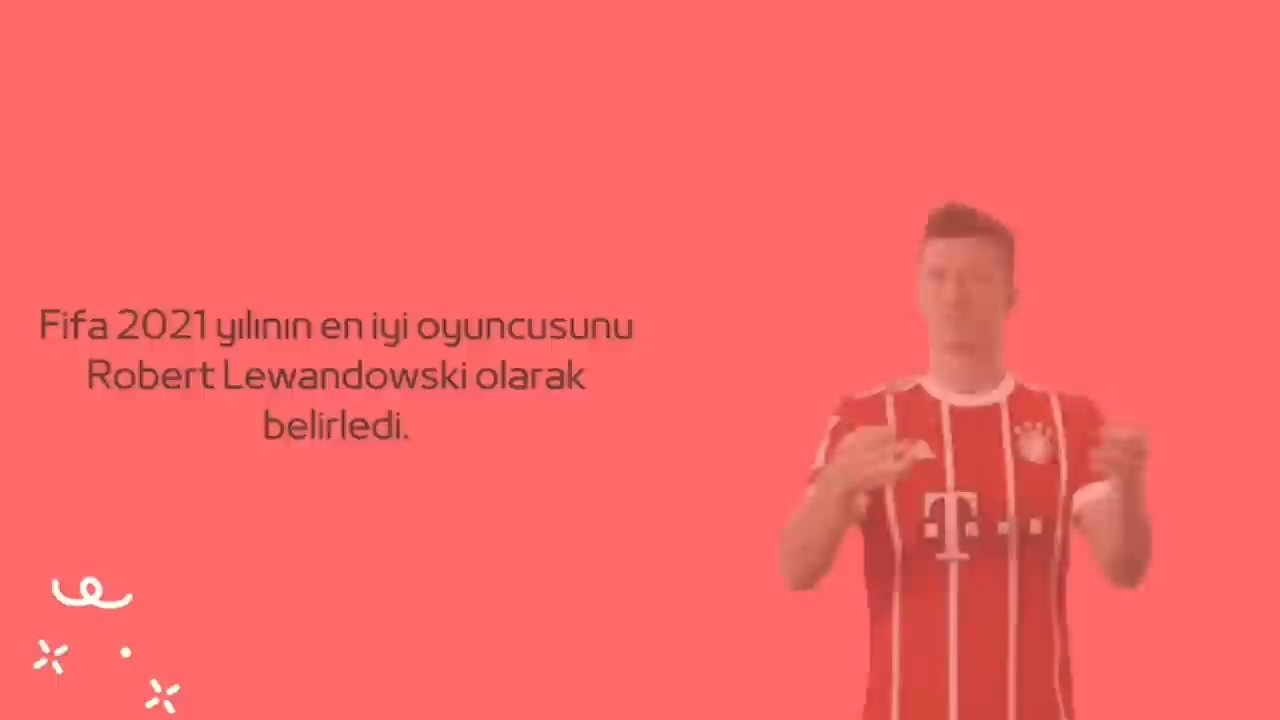 Fifa 2021 yılının en iyi oyuncusunu
Robert Lewandowski olarak
belirledi.
T